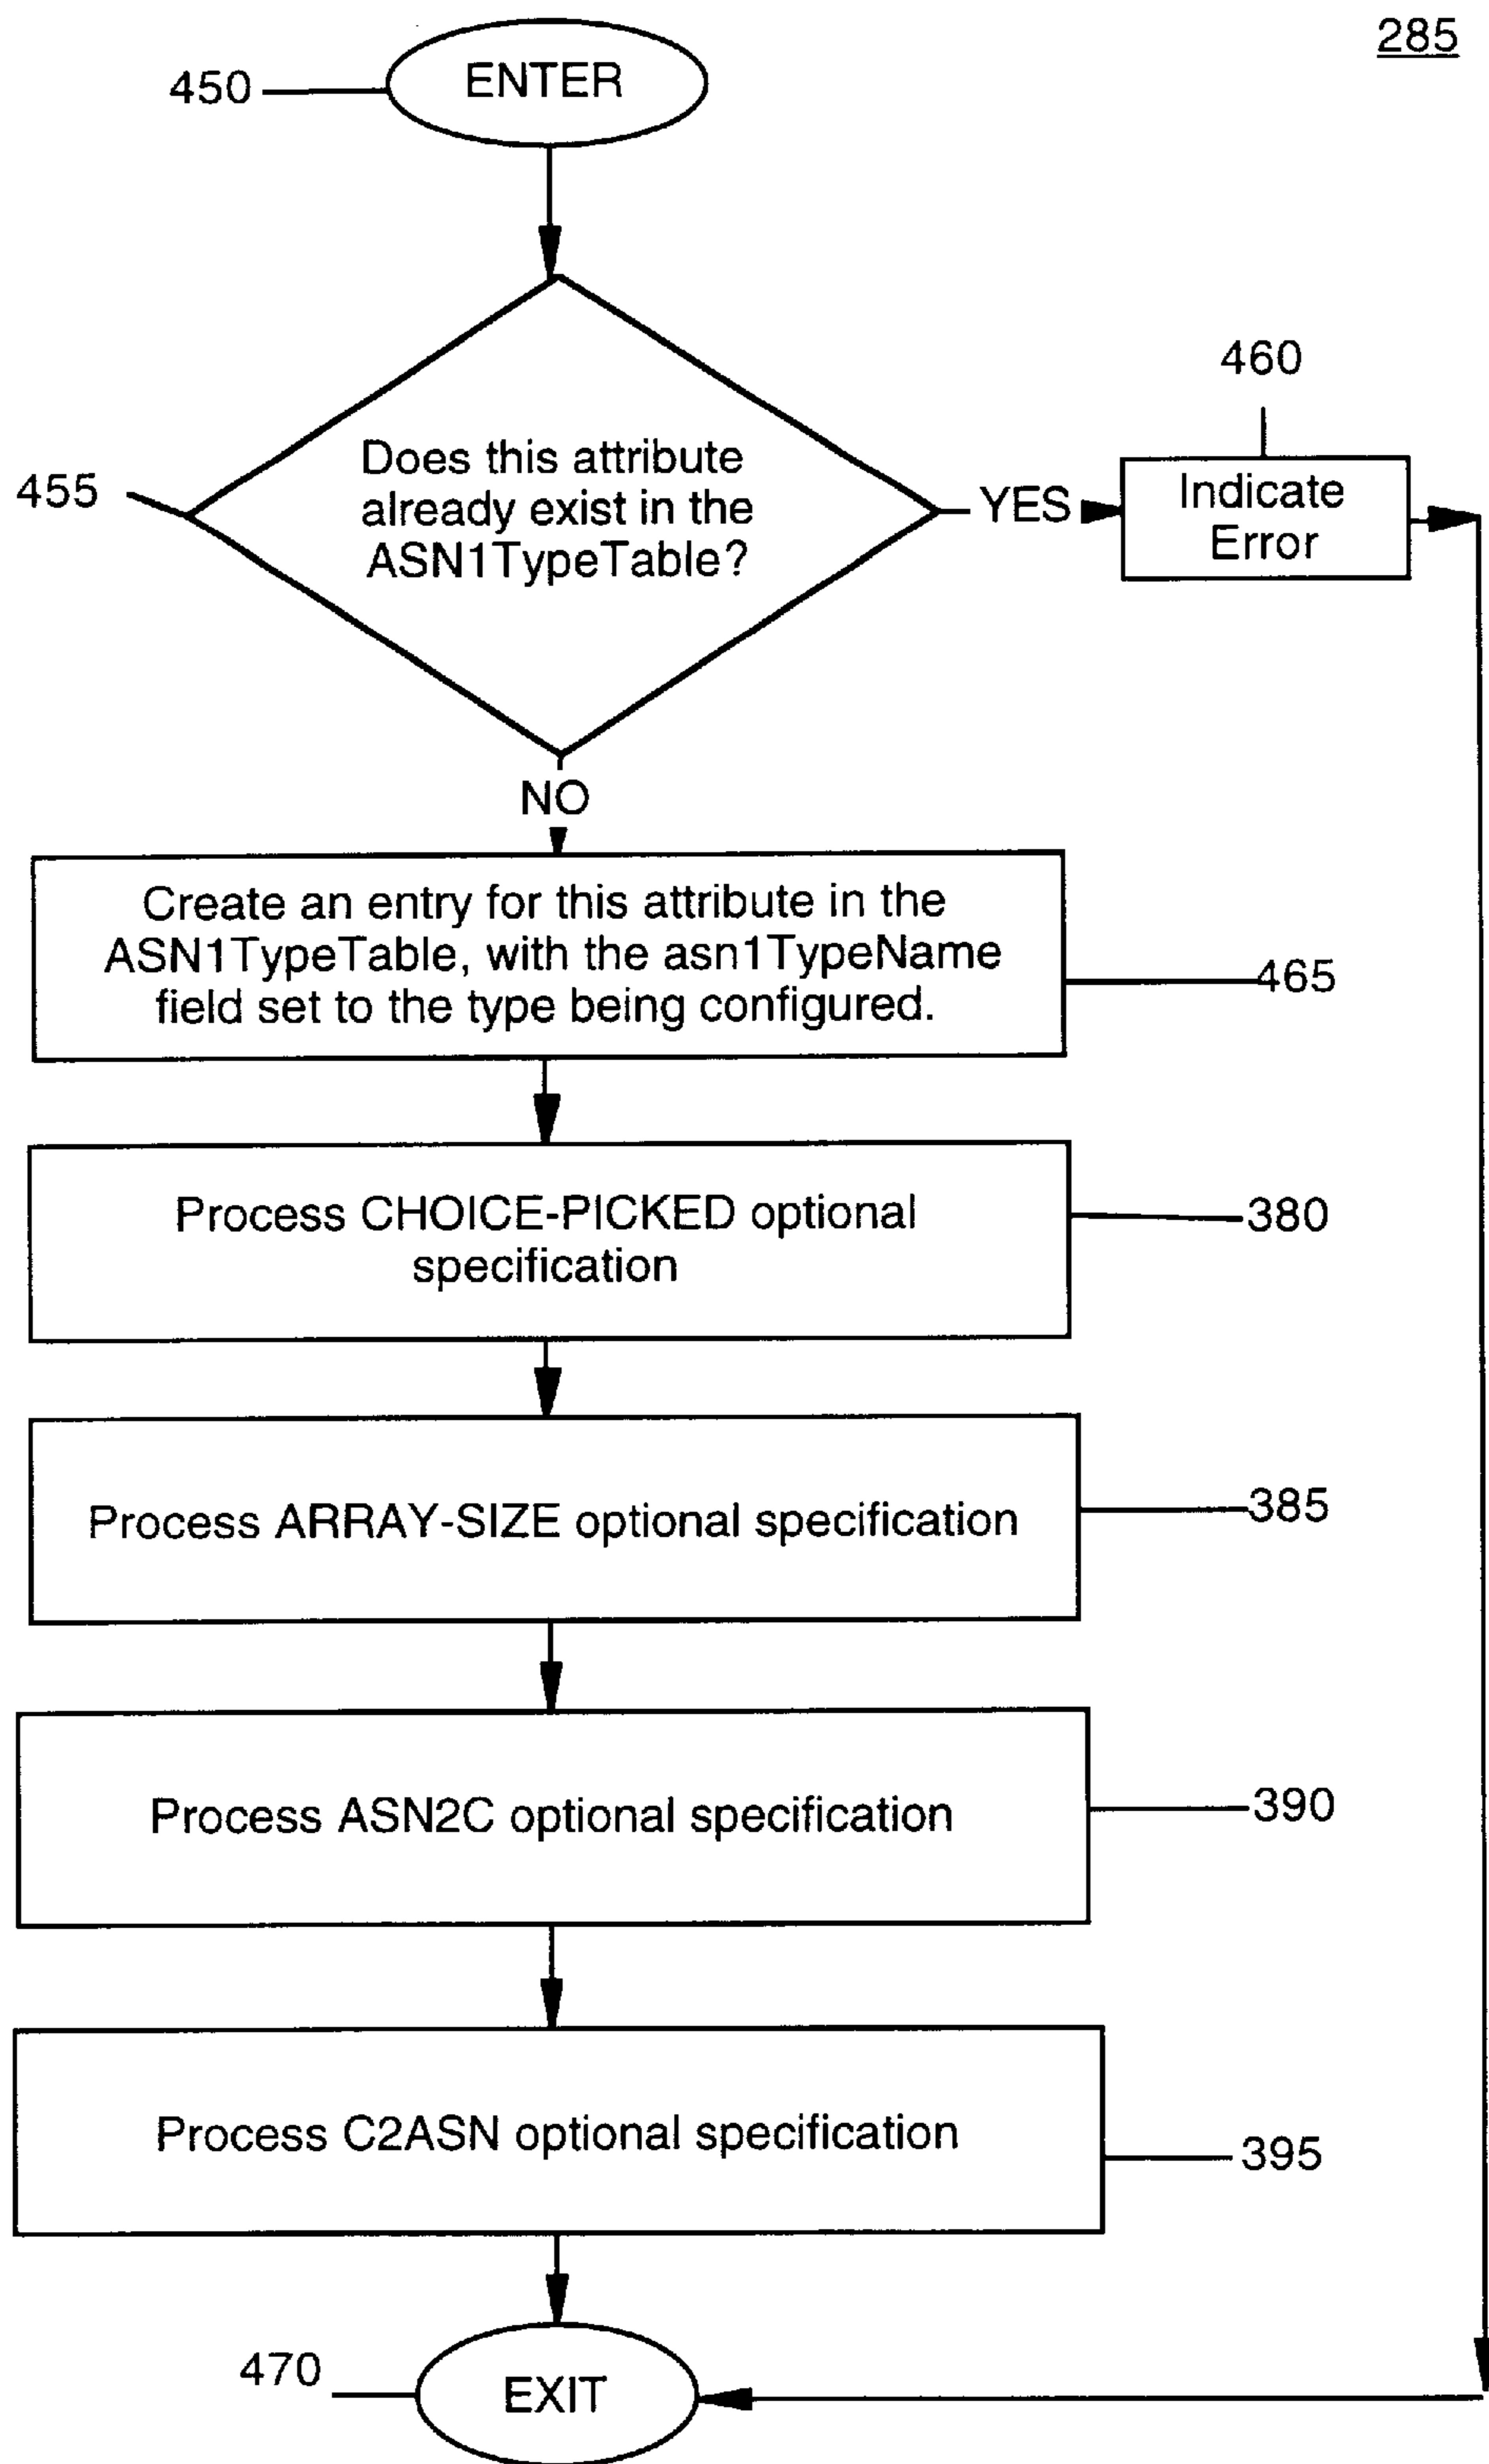 285
450
ENTER
455
Does this attribute
already exist in the
ASN1TypeTable?
YES
460
Indicate
Error
NO
Create an entry for this attribute in the
ASN1TypeTable, with the asn1TypeName
field set to the type being configured.
465
Process CHOICE-PICKED optional
specification
380
Process ARRAY-SIZE optional specification
385
Process ASN2C optional specification
390
Process C2ASN optional specification
395
470
EXIT